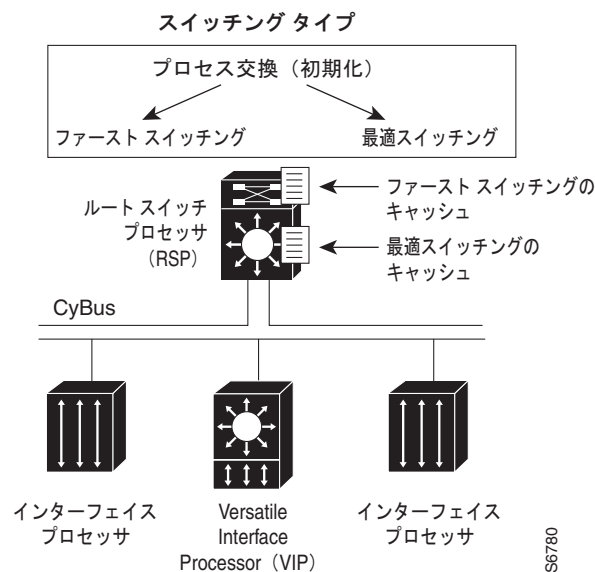 スイッチング タイプ
プロセス交換（初期化）
ファースト スイッチング
最適スイッチング
ルート スイッチ
プロセッサ
（RSP）
ファースト スイッチングの
キャッシュ
最適スイッチングの
キャッシュ
CyBus
インターフェイス
プロセッサ
Versatile
Interface
Processor（VIP）
インターフェイス
プロセッサ
S6780